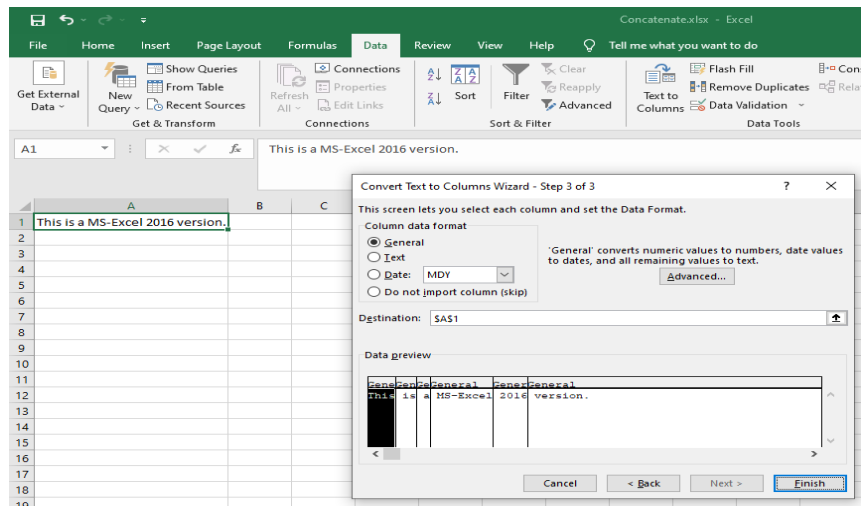 Concatenate.xlsx - Excel
File Home Insert Page Layout Formulas Data Review View Help Tell me what you want to do
Get External Data
New Query
Show Queries
From Table
Recent Sources
Get & Transform
Refresh All
Connections
Properties
Edit Links
Connections
Sort
Filter
Clear
Reapply
Advanced
Sort & Filter
Text to Columns
Flash Fill
Remove Duplicates
Data Validation
Data Tools
Cons
Rela
A1 fx This is a MS-Excel 2016 version.
A B C
1 This is a MS-Excel 2016 version.
2
3
4
5
6
7
8
9
10
11
12
13
14
15
16
17
18
19
Convert Text to Columns Wizard - Step 3 of 3 ? ×
This screen lets you select each column and set the Data Format.
Column data format
General
Text
Date: MDY
Do not import column (skip)
'General' converts numeric values to numbers, date values
to dates, and all remaining values to text.
Advanced...
Destination: $A$1
Data preview
GeneGenGeGeneral GenerGeneral
This is a MS-Excel 2016 version.
Cancel < Back Next > Finish